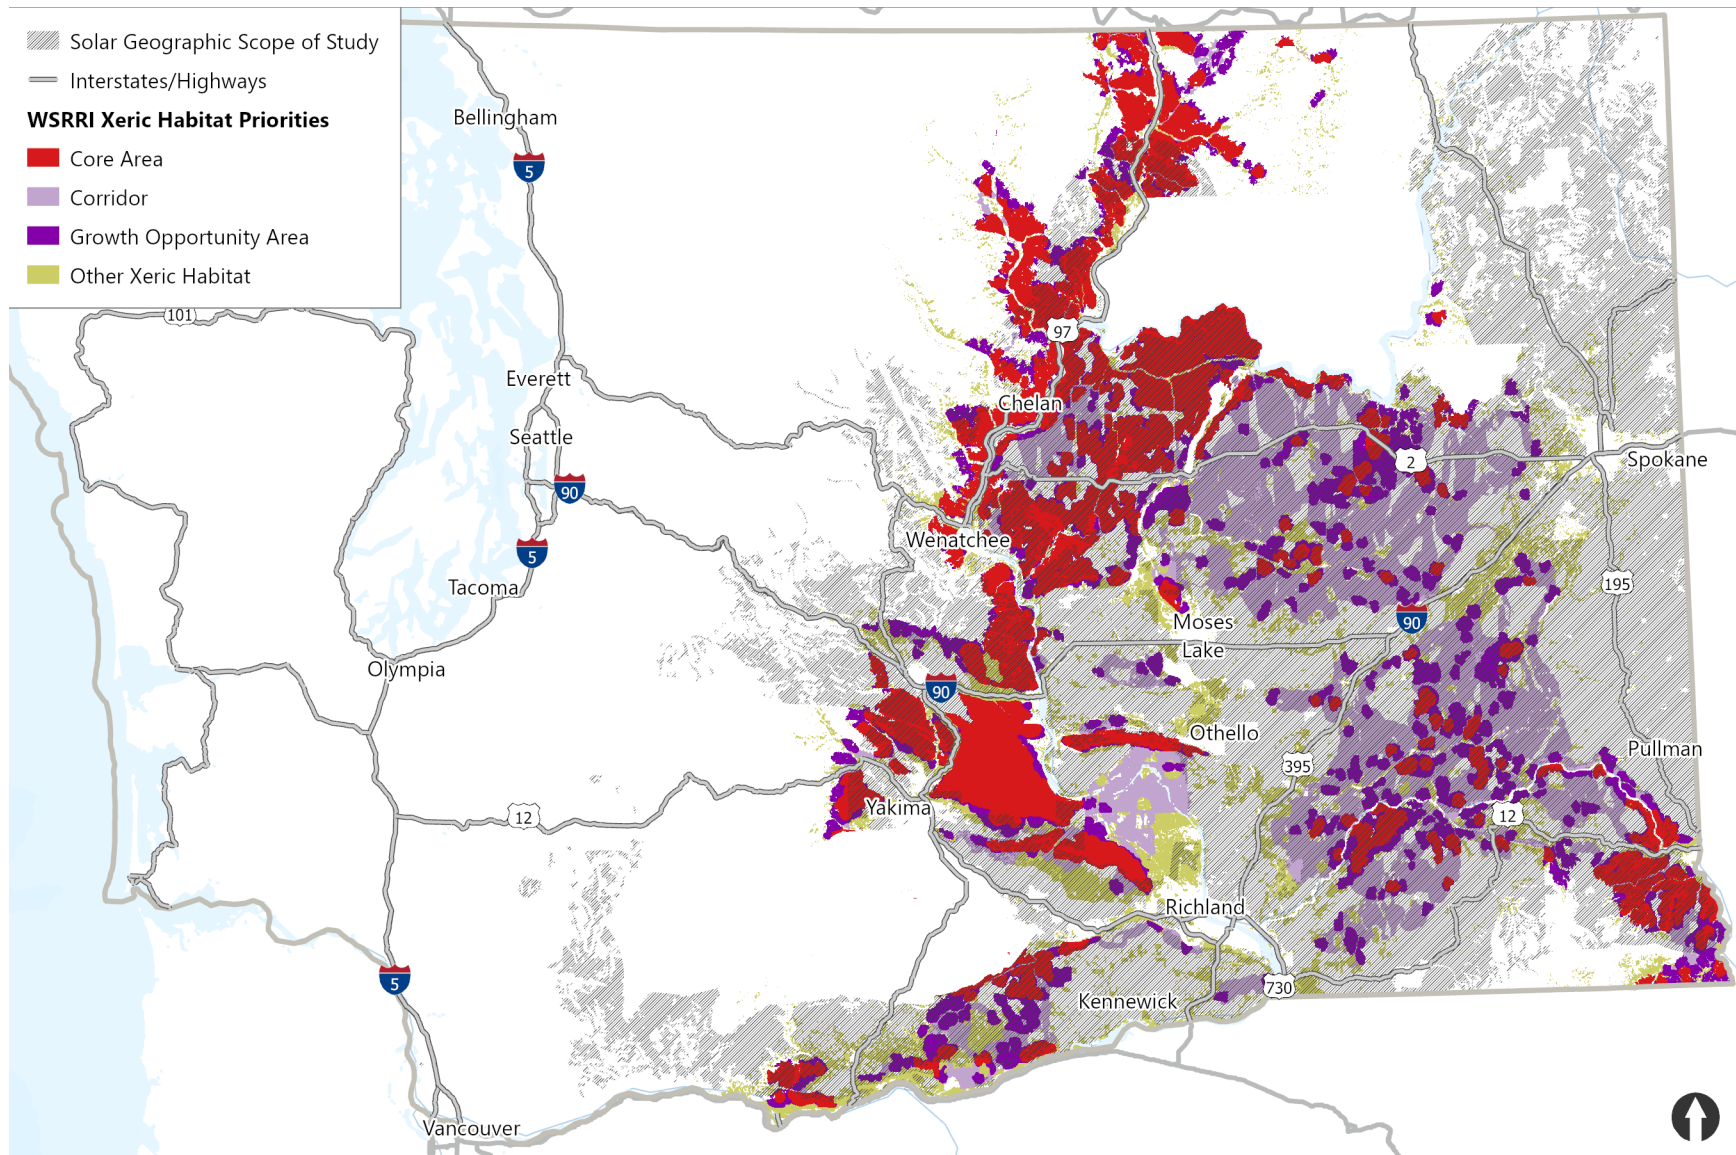 Solar Geographic Scope of Study
Interstates/Highways
WSRRI Xeric Habitat Priorities
Core Area
Corridor
Growth Opportunity Area
Other Xeric Habitat
Bellingham
5
101
97
Everett
Chelan
Seattle
2
Spokane
90
Wenatchee
5
Tacoma
195
Moses
Lake
90
Olympia
90
Othello
Pullman
395
Yakima
12
12
Richland
5
730
Kennewick
Vancouver